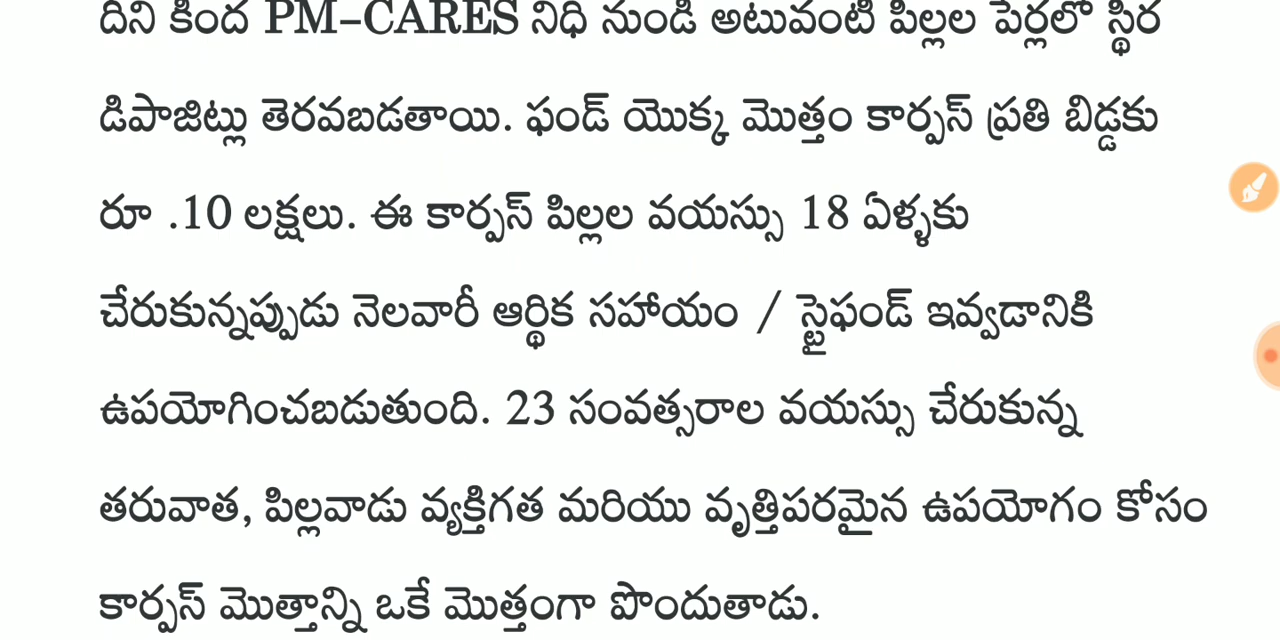 దీని కింద PM-CARES నిధి నుండి అటువంటి పిల్లల పేర్లలో స్థిర
డిపాజిట్లు తెరవబడతాయి. ఫండ్ యొక్క మొత్తం కార్పస్ ప్రతి బిడ్డకు
రూ .10 లక్షలు. ఈ కార్పస్ పిల్లల వయస్సు 18 ఏళ్ళకు
చేరుకున్నప్పుడు నెలవారీ ఆర్థిక సహాయం / స్టైఫండ్ ఇవ్వడానికి
ఉపయోగించబడుతుంది. 23 సంవత్సరాల వయస్సు చేరుకున్న
తరువాత, పిల్లవాడు వ్యక్తిగత మరియు వృత్తిపరమైన ఉపయోగం కోసం
కార్పస్ మొత్తాన్ని ఒకే మొత్తంగా పొందుతాడు.